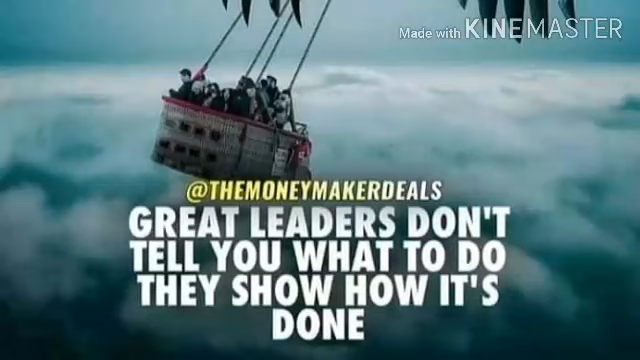 Made with KINEMASTER
@THEMONEYMAKERDEALS
GREAT LEADERS DON'T
TELL YOU WHAT TO DO
THEY SHOW HOW IT'S
DONE